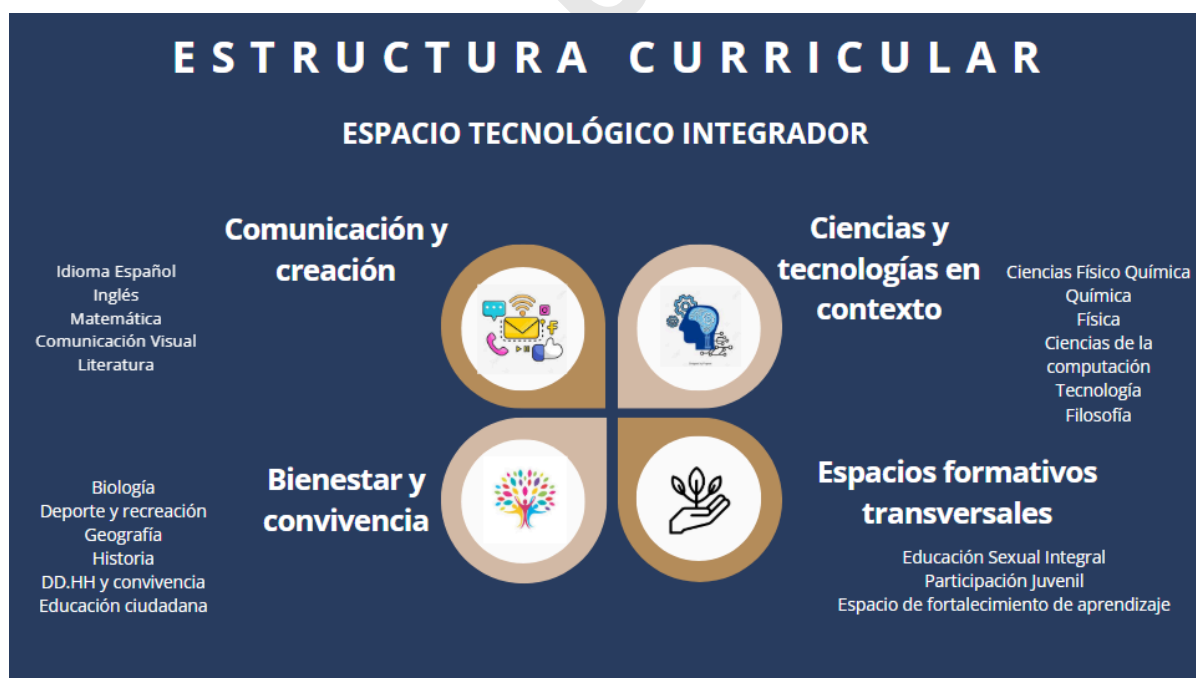 ESTRUCTURA CURRICULAR
ESPACIO TECNOLÓGICO INTEGRADOR
Comunicación y
creación
Idioma Español
Inglés
Matemática
Comunicación Visual
Literatura
Ciencias y
tecnologías en
contexto
Ciencias Físico Química
Química
Física
Ciencias de la
computación
Tecnología
Filosofía
Bienestar y
convivencia
Biología
Deporte y recreación
Geografía
Historia
DD.HH y convivencia
Educación ciudadana
Espacios formativos
transversales
Educación Sexual Integral
Participación Juvenil
Espacio de fortalecimiento de aprendizaje